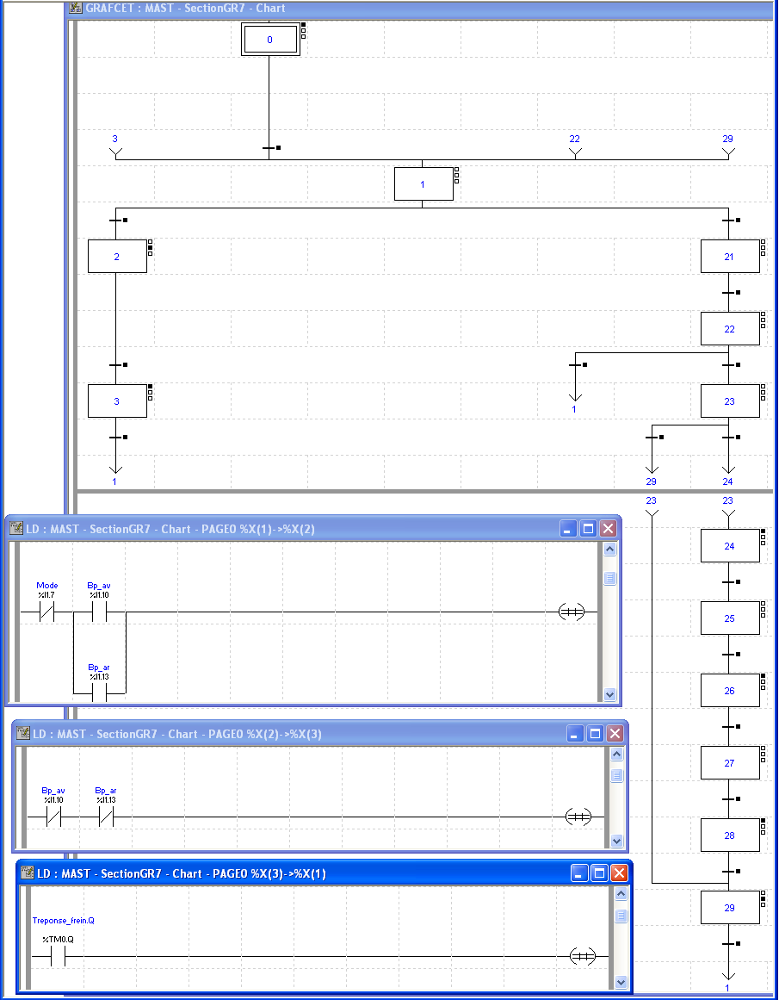 GRAFCET : MAST - SectionGR7 - Chart
0
3
22
29
1
2
21
22
3
1
23
1
29
24
23
23
LD : MAST - SectionGR7 - Chart - PAGE0 %X(1)->%X(2)
24
Mode
Bp_av
%I1.7
%I1.10
25
Bp_ar
%I1.13
26
LD : MAST - SectionGR7 - Chart - PAGE0 %X(2)->%X(3)
27
Bp_av
Bp_ar
%I1.10
%I1.13
28
LD : MAST - SectionGR7 - Chart - PAGE0 %X(3)->%X(1)
29
Treponse_frein.Q
%TM0.Q
1